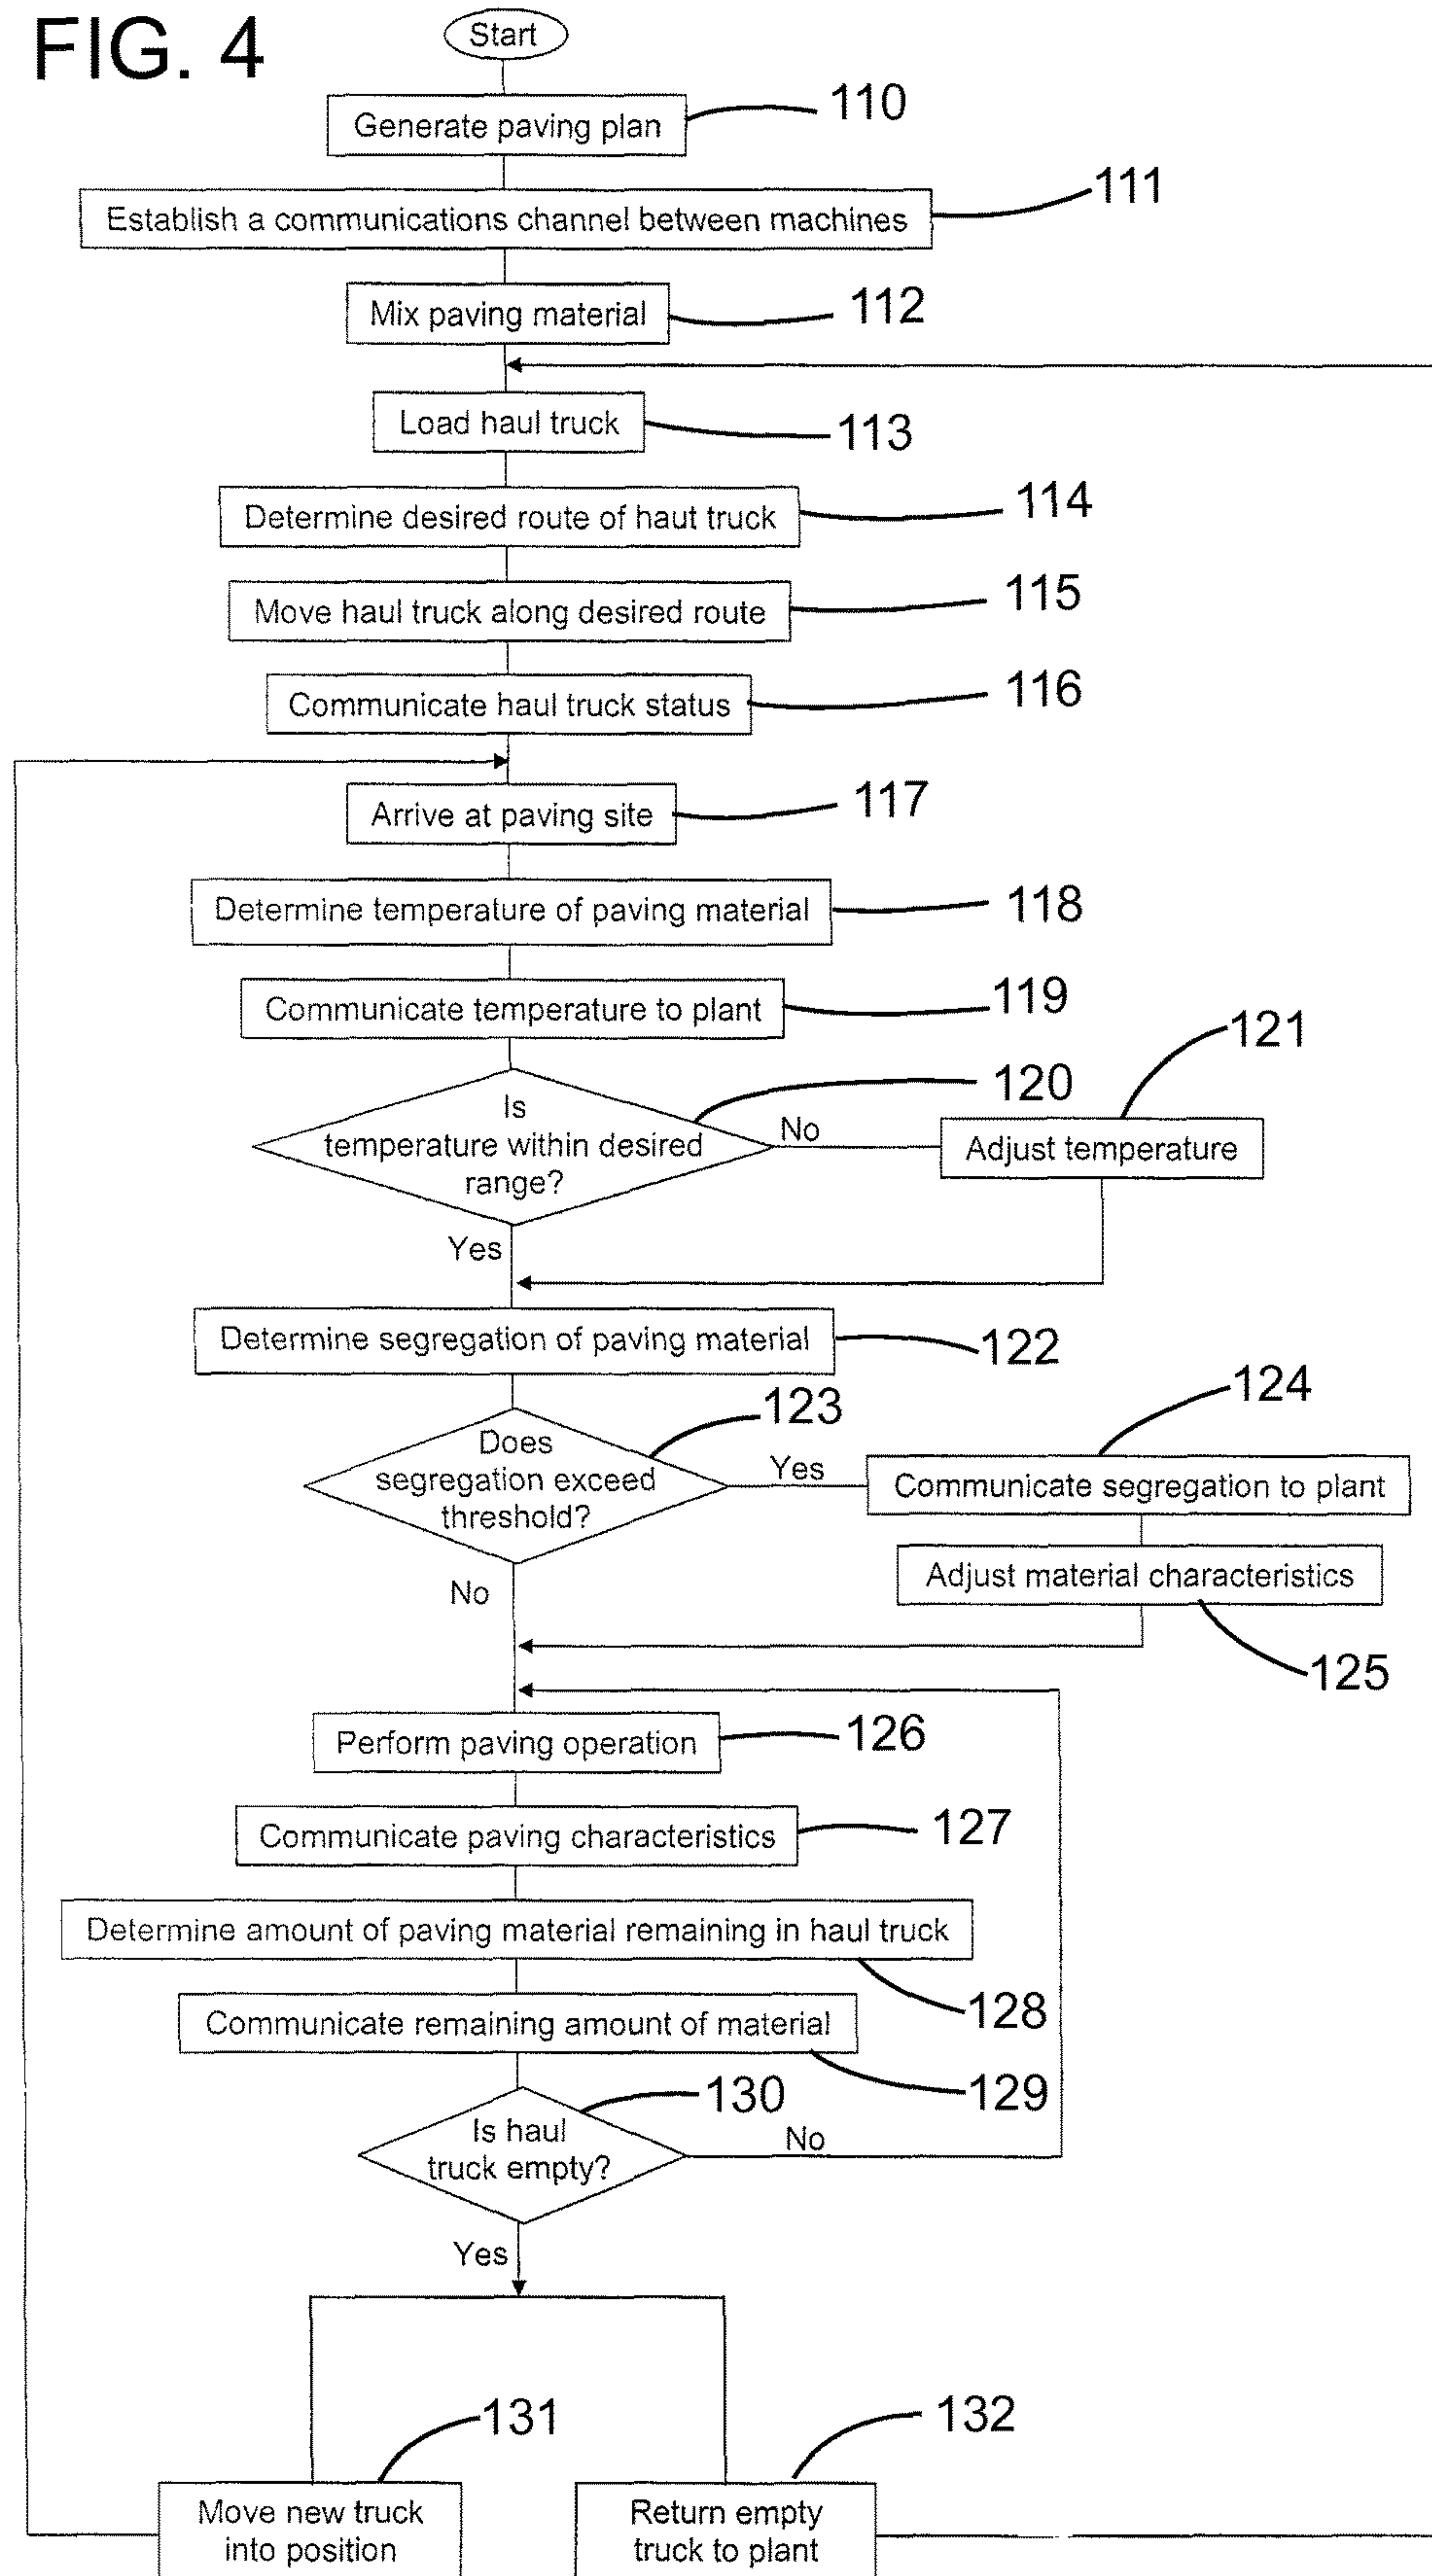 FIG. 4
Start
Generate paving plan
110
Establish a communications channel between machines
111
Mix paving material
112
Load haul truck
113
Determine desired route of haut truck
114
Move haul truck along desired route
115
Communicate haul truck status
116
Arrive at paving site
117
Determine temperature of paving material
118
Communicate temperature to plant
119
Is
temperature within desired
range?
120
No
Adjust temperature
121
Yes
Determine segregation of paving material
122
Does
segregation exceed
threshold?
123
Yes
Communicate segregation to plant
124
Adjust material characteristics
125
No
Perform paving operation
126
Communicate paving characteristics
127
Determine amount of paving material remaining in haul truck
128
Communicate remaining amount of material
129
Is haul
truck empty?
130
No
Yes
Move new truck
into position
131
Return empty
truck to plant
132